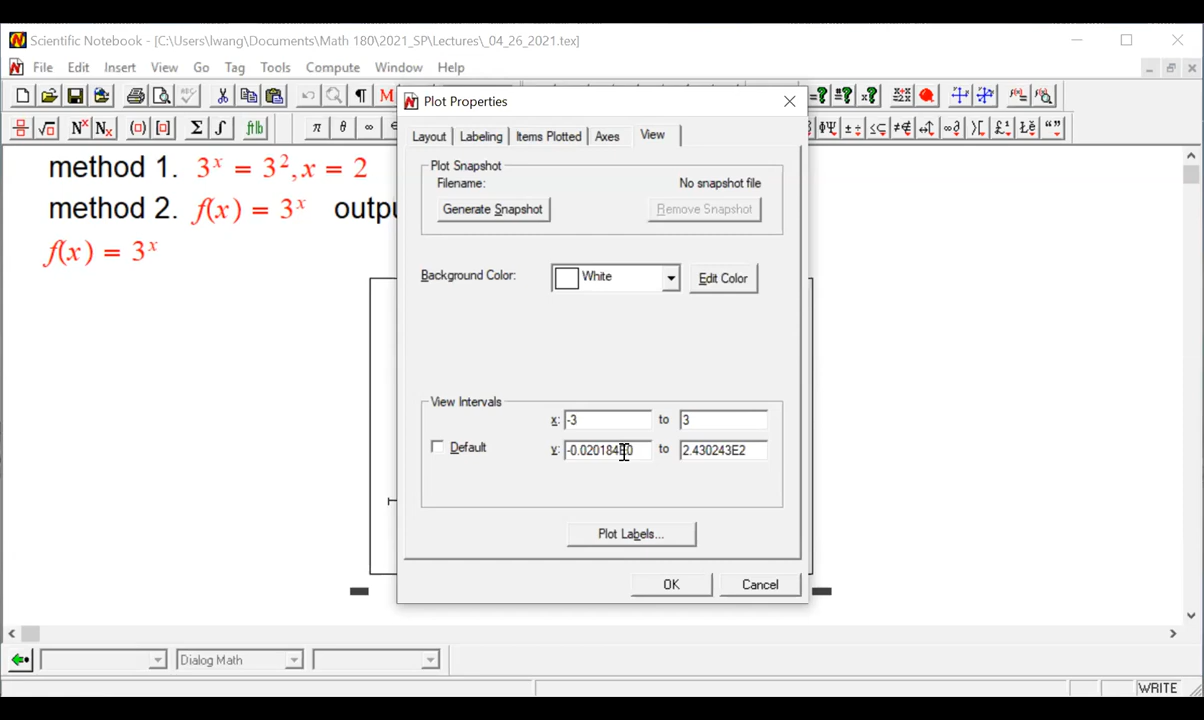 Scientific Notebook - [C:\Users\lwang\Documents\Math 180\2021_SP\Lectures\_04_26_2021.tex]
File Edit Insert View Go Tag Tools Compute Window Help
Plot Properties
Layout Labeling Items Plotted Axes View
Plot Snapshot
Filename: No snapshot file
Generate Snapshot Remove Snapshot
Background Color: White Edit Color
View Intervals
x: -3 to 3
Default y: to 2.430243E2
Plot Labels...
OK Cancel
method 1. 3^x = 3^2, x = 2
method 2. f(x) = 3^x outpu
f(x) = 3^x
Dialog Math
WRITE